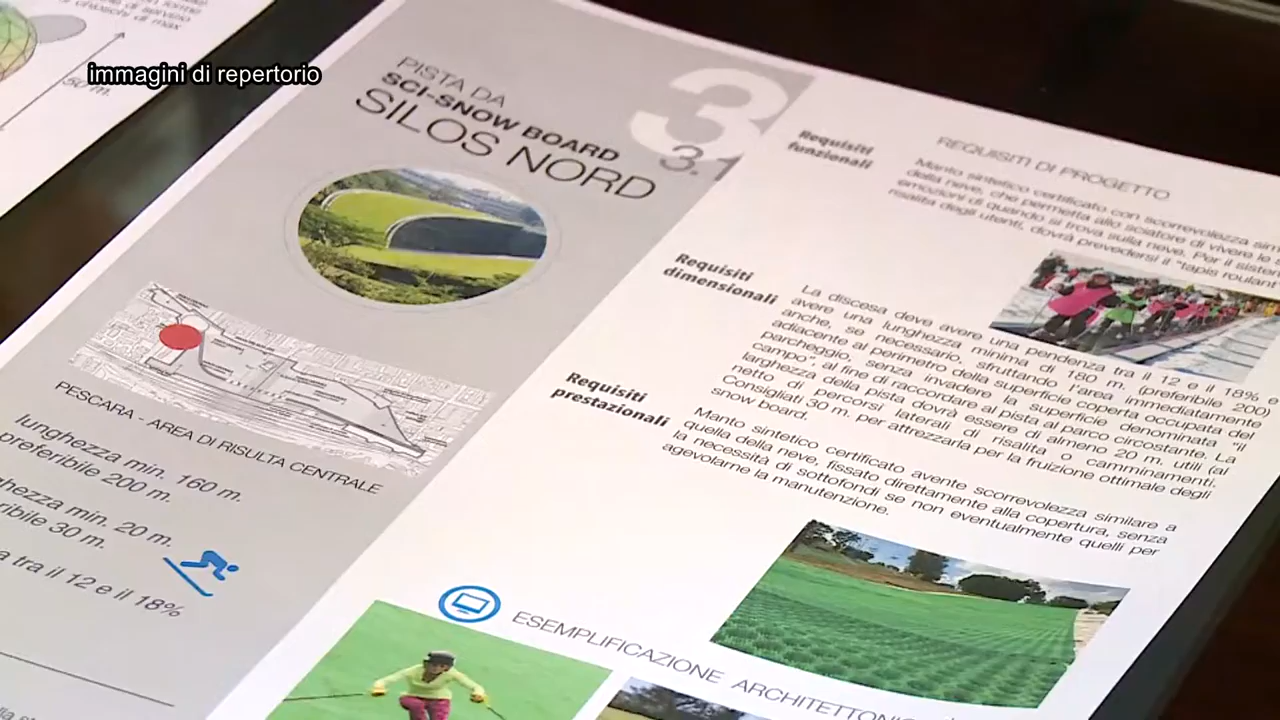 immagini di repertorio
50 m.
PISTA DA
SCI-SNOW BOARD
SILOS NORD
3
3.1
PESCARA - AREA DI RISULTA CENTRALE
lunghezza min. 160 m.
preferibile 200 m.
min. 20 m.
30 m.
tra il 12 e il 18%
Requisiti
funzionali
REQUISITI DI PROGETTO
Manto sintetico certificato con scorrevolezza
della neve, che permetta allo sciatore di vivere le
emozioni di quando si trova sulla neve. Per il
risalita degli utenti, dovrà prevedersi il "tapis roulant
Requisiti
dimensionali
La discesa deve avere una pendenza tra il 12 e il 18% e
avere una lunghezza minima di 180 m. (preferibile 200)
anche, se necessario, sfruttando l'area immediatamente
adiacente al perimetro della superficie coperta occupata del
parcheggio, senza invadere la superficie denominata "il
campo", al fine di raccordare al pista al parco circostante. La
larghezza della pista dovrà essere di almeno 20 m. utili (al
netto di percorsi laterali di risalita o camminamenti.
Consigliati 30 m. per attrezzarla per la fruizione ottimale degli
snow board.
Requisiti
prestazionali
Manto sintetico certificato avente scorrevolezza similare a
quella della neve, fissato direttamente alla copertura, senza
la necessità di sottofondi se non eventualmente quelli per
agevolarne la manutenzione.
ESEMPLIFICAZIONE